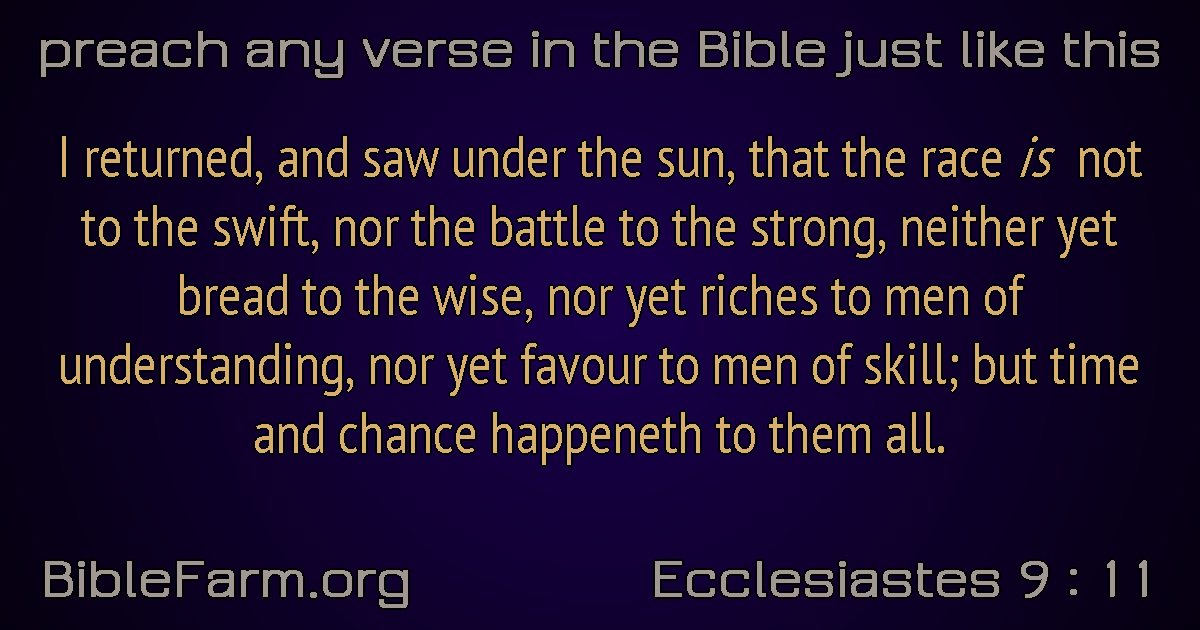 preach any verse in the Bible just like this
I returned, and saw under the sun, that the race is not
to the swift, nor the battle to the strong, neither yet
bread to the wise, nor yet riches to men of
understanding, nor yet favour to men of skill; but time
and chance happeneth to them all.
BibleFarm.org
Ecclesiastes 9 : 11